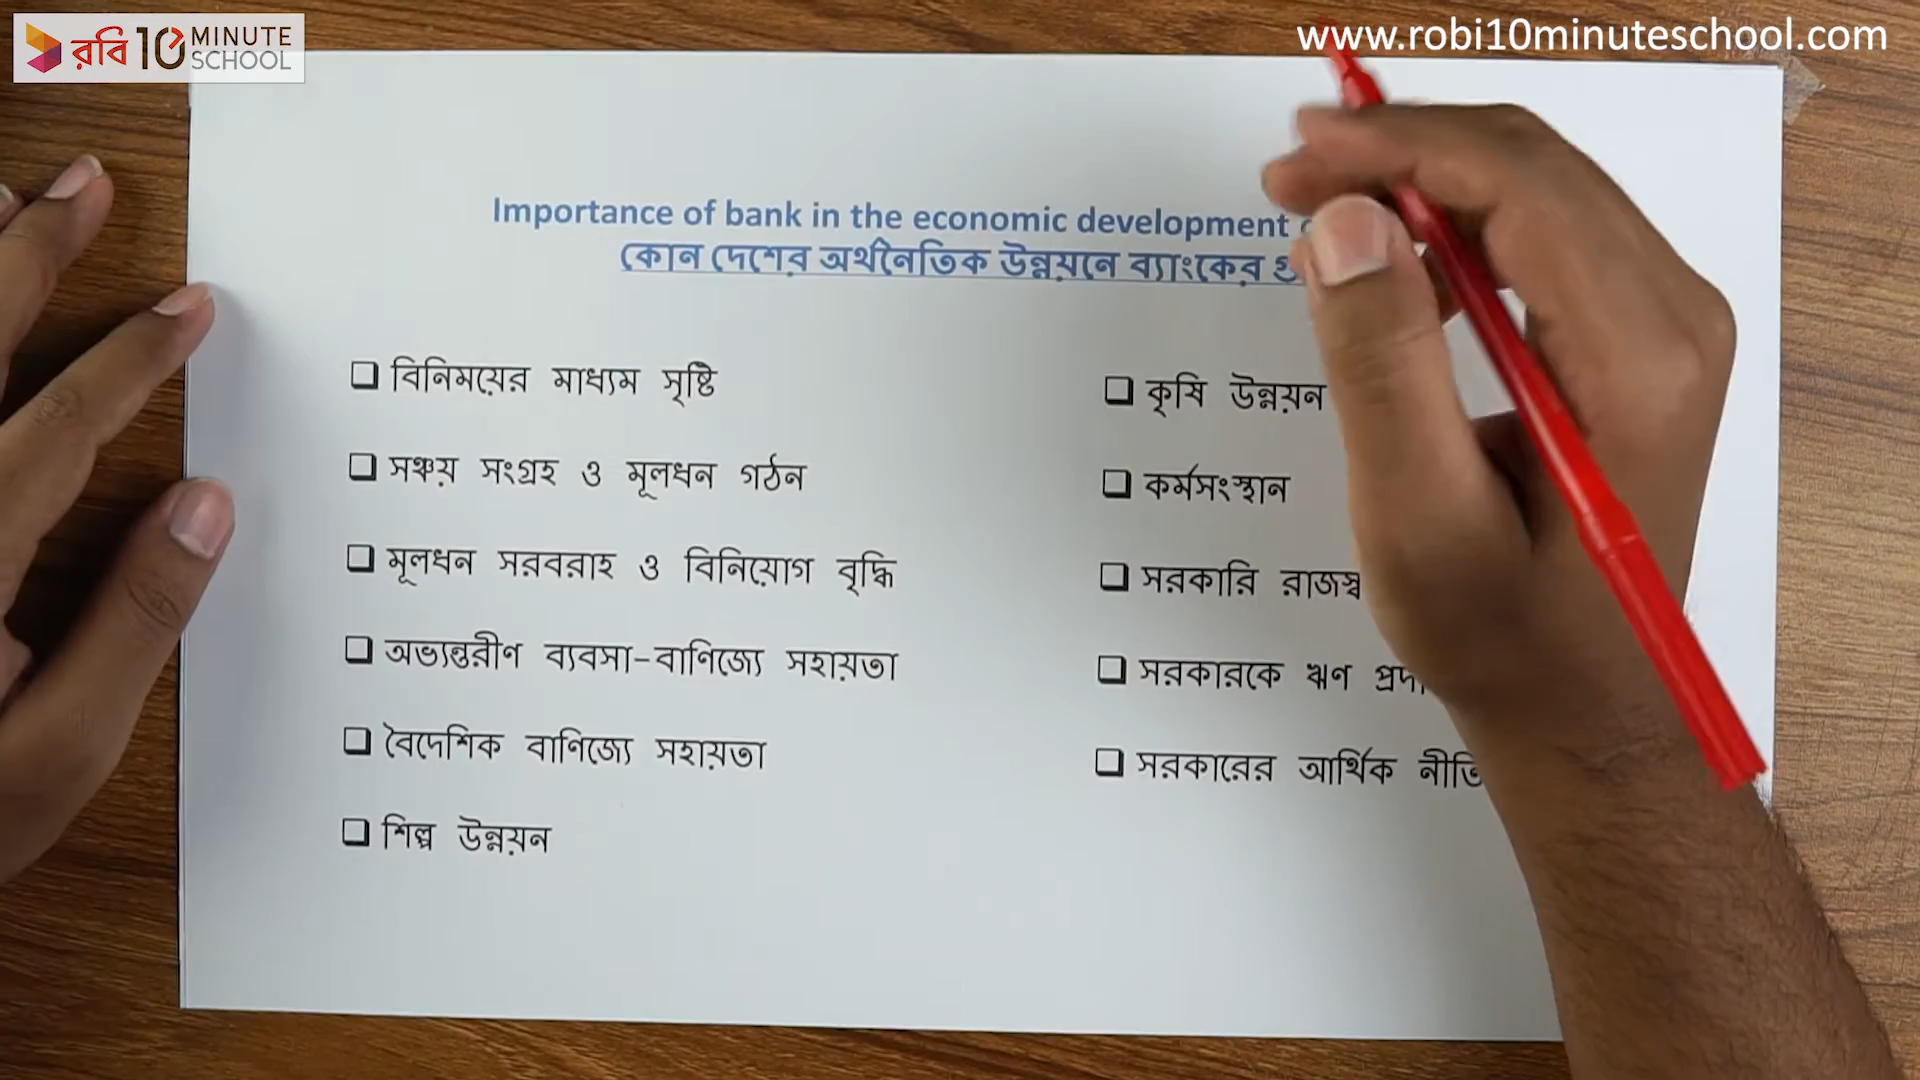 রবি 10 MINUTE SCHOOL
www.robi10minuteschool.com
Importance of bank in the economic development
কোন দেশের অর্থনৈতিক উন্নয়নে ব্যাংকের
❑ বিনিময়ের মাধ্যম সৃষ্টি
❑ সঞ্চয় সংগ্রহ ও মূলধন গঠন
❑ মূলধন সরবরাহ ও বিনিয়োগ বৃদ্ধি
❑ অভ্যন্তরীণ ব্যবসা-বাণিজ্যে সহায়তা
❑ বৈদেশিক বাণিজ্যে সহায়তা
❑ শিল্প উন্নয়ন
❑ কৃষি উন্নয়ন
❑ কর্মসংস্থান
❑ সরকারি রাজস্ব
❑ সরকারকে ঋণ
❑ সরকারের আর্থিক নীতি